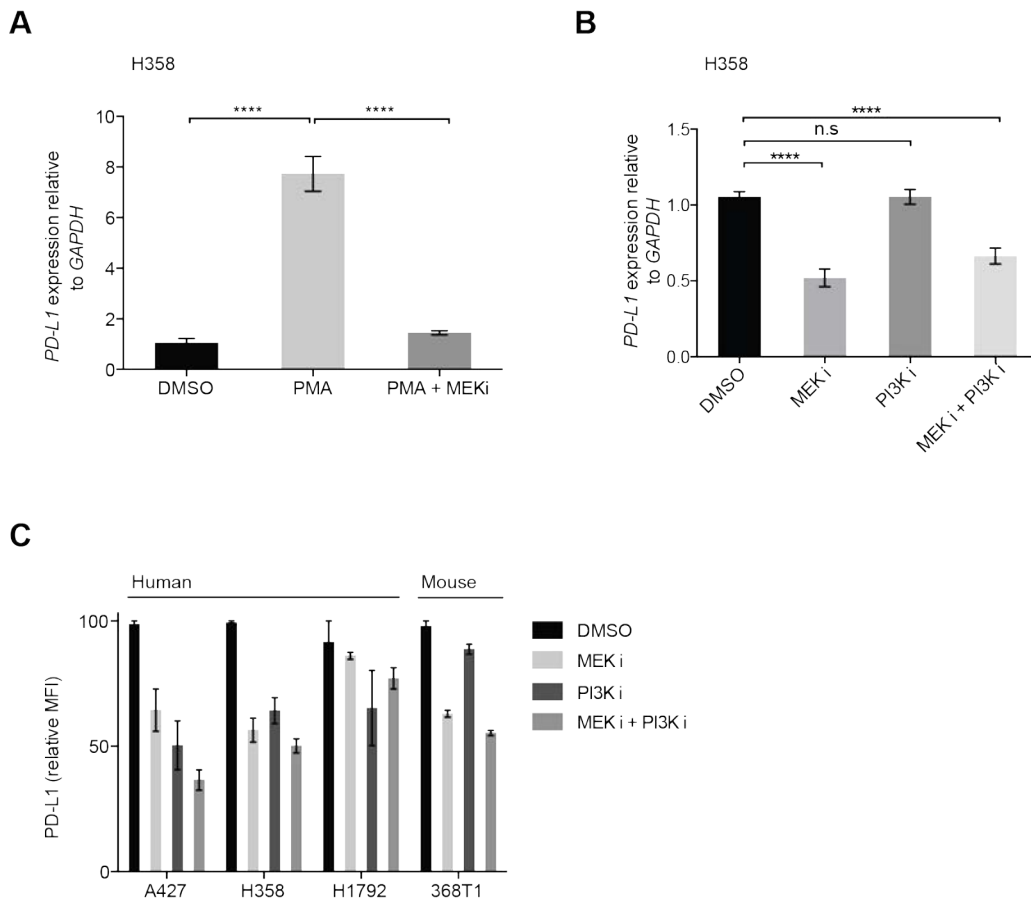 A
H358
****
****
10
8
6
4
2
0
PD-L1 expression relative
to GAPDH
DMSO
PMA
PMA + MEKi
B
H358
****
n.s
****
1.5
1.0
0.5
0.0
PD-L1 expression relative
to GAPDH
DMSO
MEK i
PI3K i
MEK i + PI3K i
C
Human
Mouse
100
50
0
PD-L1 (relative MFI)
A427
H358
H1792
368T1
DMSO
MEK i
PI3K i
MEK i + PI3K i